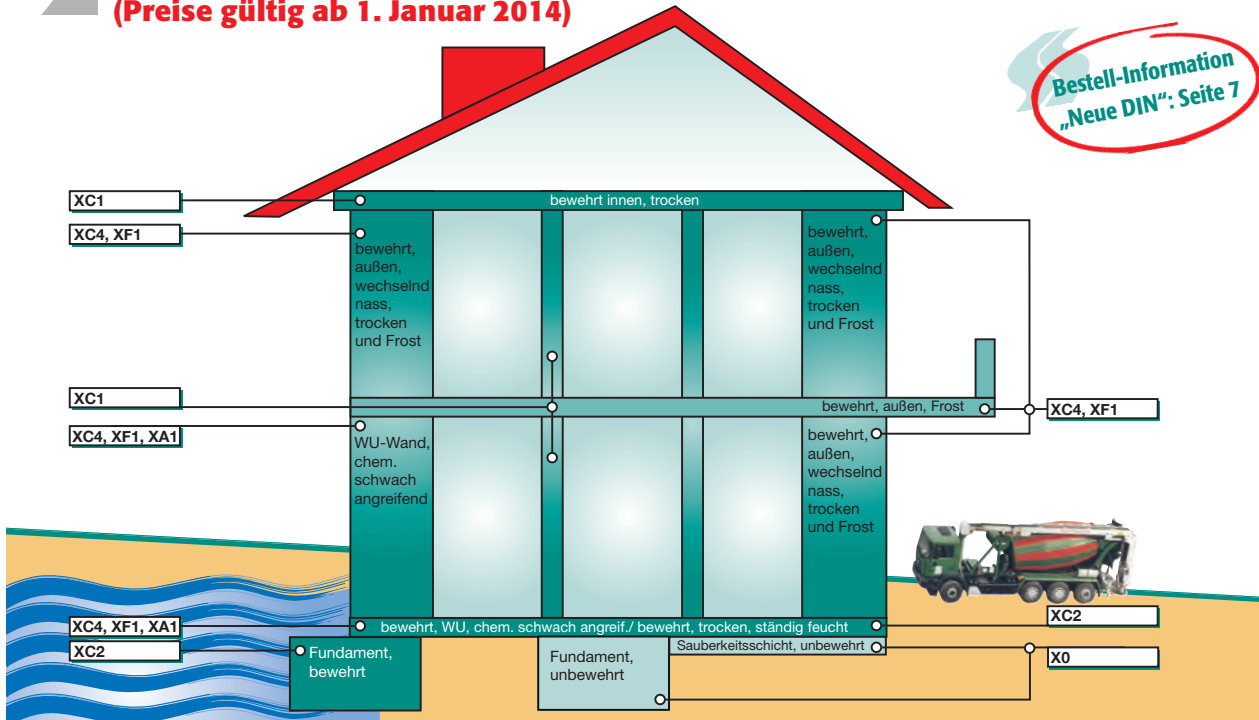 (Preise gültig ab 1. Januar 2014)
Bestell-Information
„Neue DIN“: Seite 7
XC1
bewehrt innen, trocken
XC4, XF1
bewehrt,
außen,
wechselnd
nass,
trocken
und Frost
bewehrt,
außen,
wechselnd
nass,
trocken
und Frost
XC1
bewehrt, außen, Frost
XC4, XF1
XC4, XF1, XA1
WU-Wand,
chem.
schwach
angreifend
bewehrt,
außen,
wechselnd
nass,
trocken
und Frost
XC4, XF1, XA1
bewehrt, WU, chem. schwach angreif./ bewehrt, trocken, ständig feucht
XC2
XC2
Fundament,
bewehrt
Fundament,
unbewehrt
Sauberkeitsschicht, unbewehrt
X0